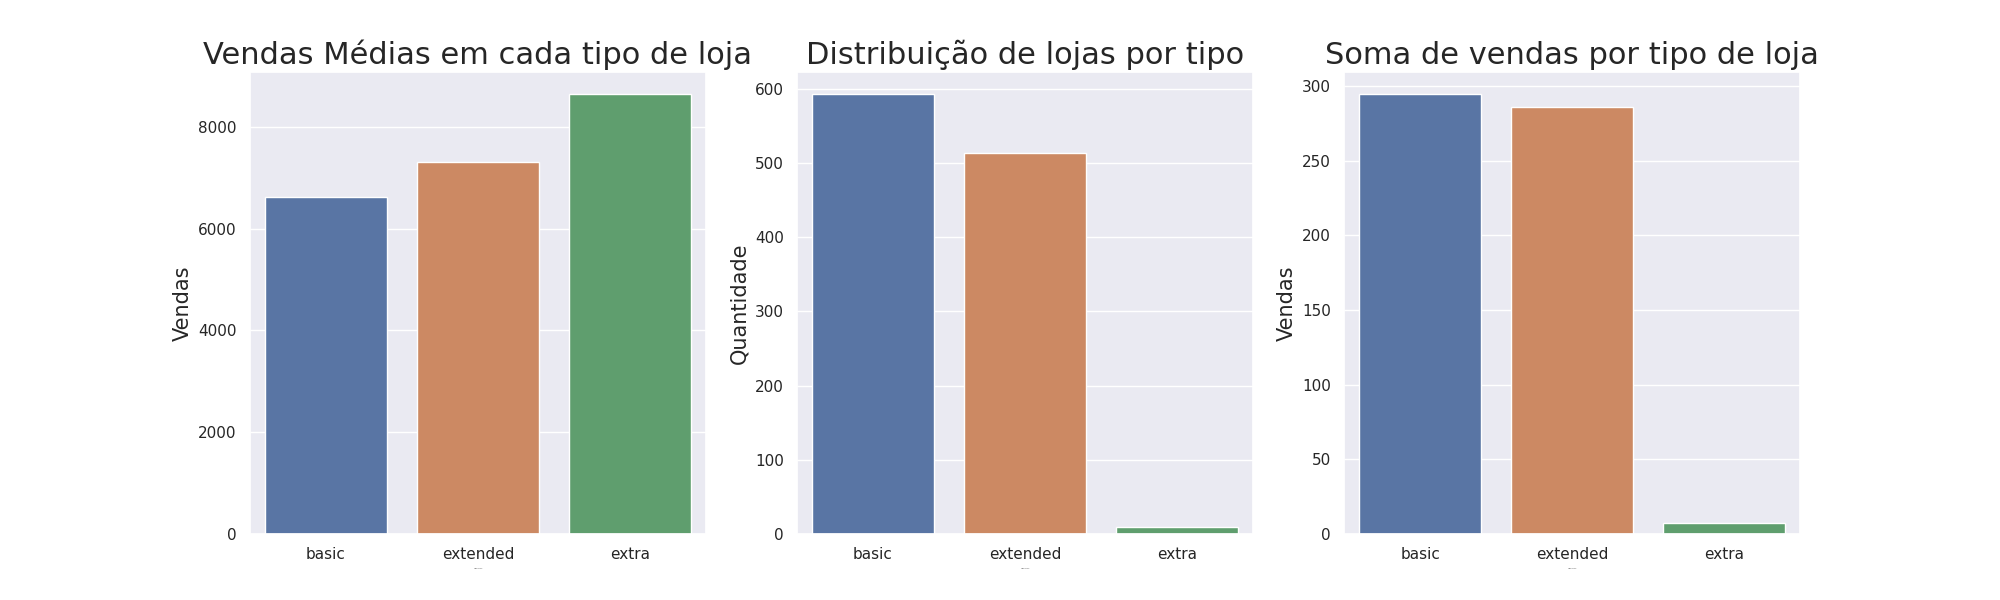 Vendas Médias em cada tipo de loja
Vendas
8000
6000
4000
2000
0
basic extended extra
Distribuição de lojas por tipo
Quantidade
600
500
400
300
200
100
0
basic extended extra
Soma de vendas por tipo de loja
Vendas
300
250
200
150
100
50
0
basic extended extra